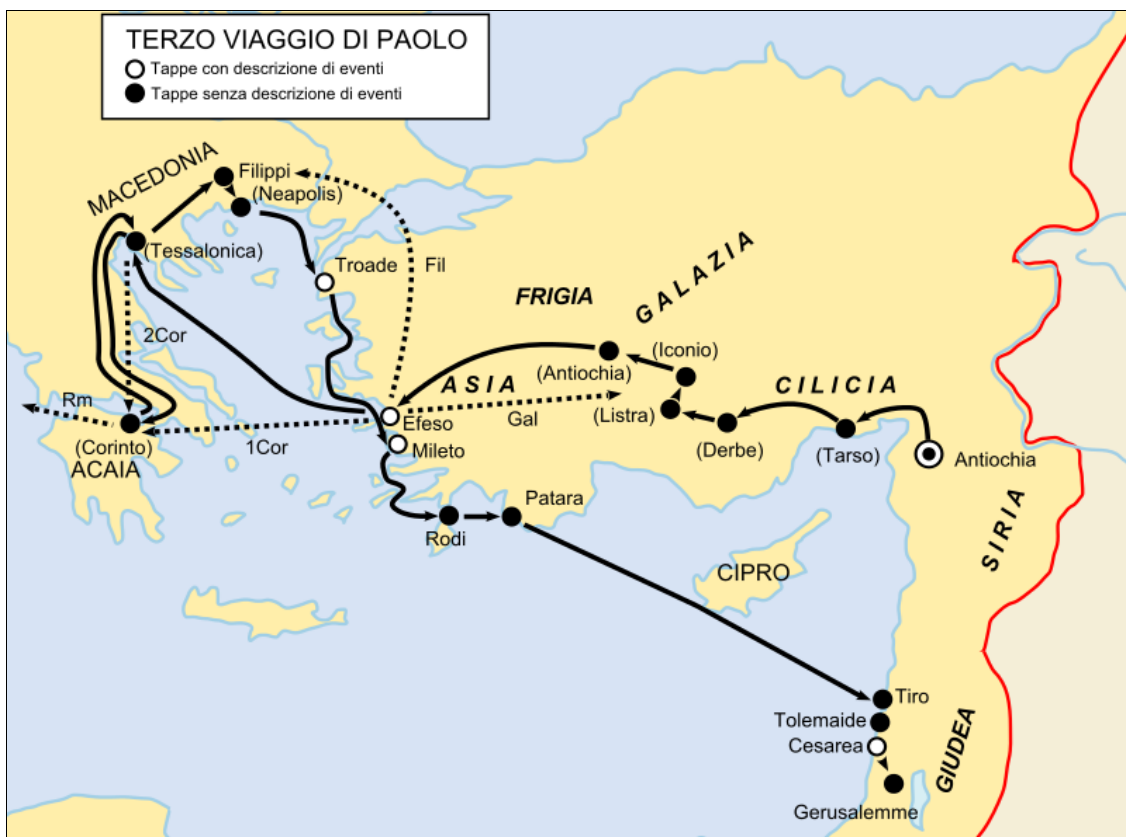 TERZO VIAGGIO DI PAOLO
Tappe con descrizione di eventi
Tappe senza descrizione di eventi
MACEDONIA
Filippi
(Neapolis)
(Tessalonica)
Troade
Fil
GALAZIA
FRIGIA
2Cor
(Iconio)
(Antiochia)
ASIA
CILICIA
Rm
Gal
(Listra)
Efeso
(Corinto)
1Cor
Mileto
(Derbe)
(Tarso)
Antiochia
ACAIA
Patara
SIRIA
Rodi
CIPRO
Tiro
Tolemaide
Cesarea
GIUDEA
Gerusalemme